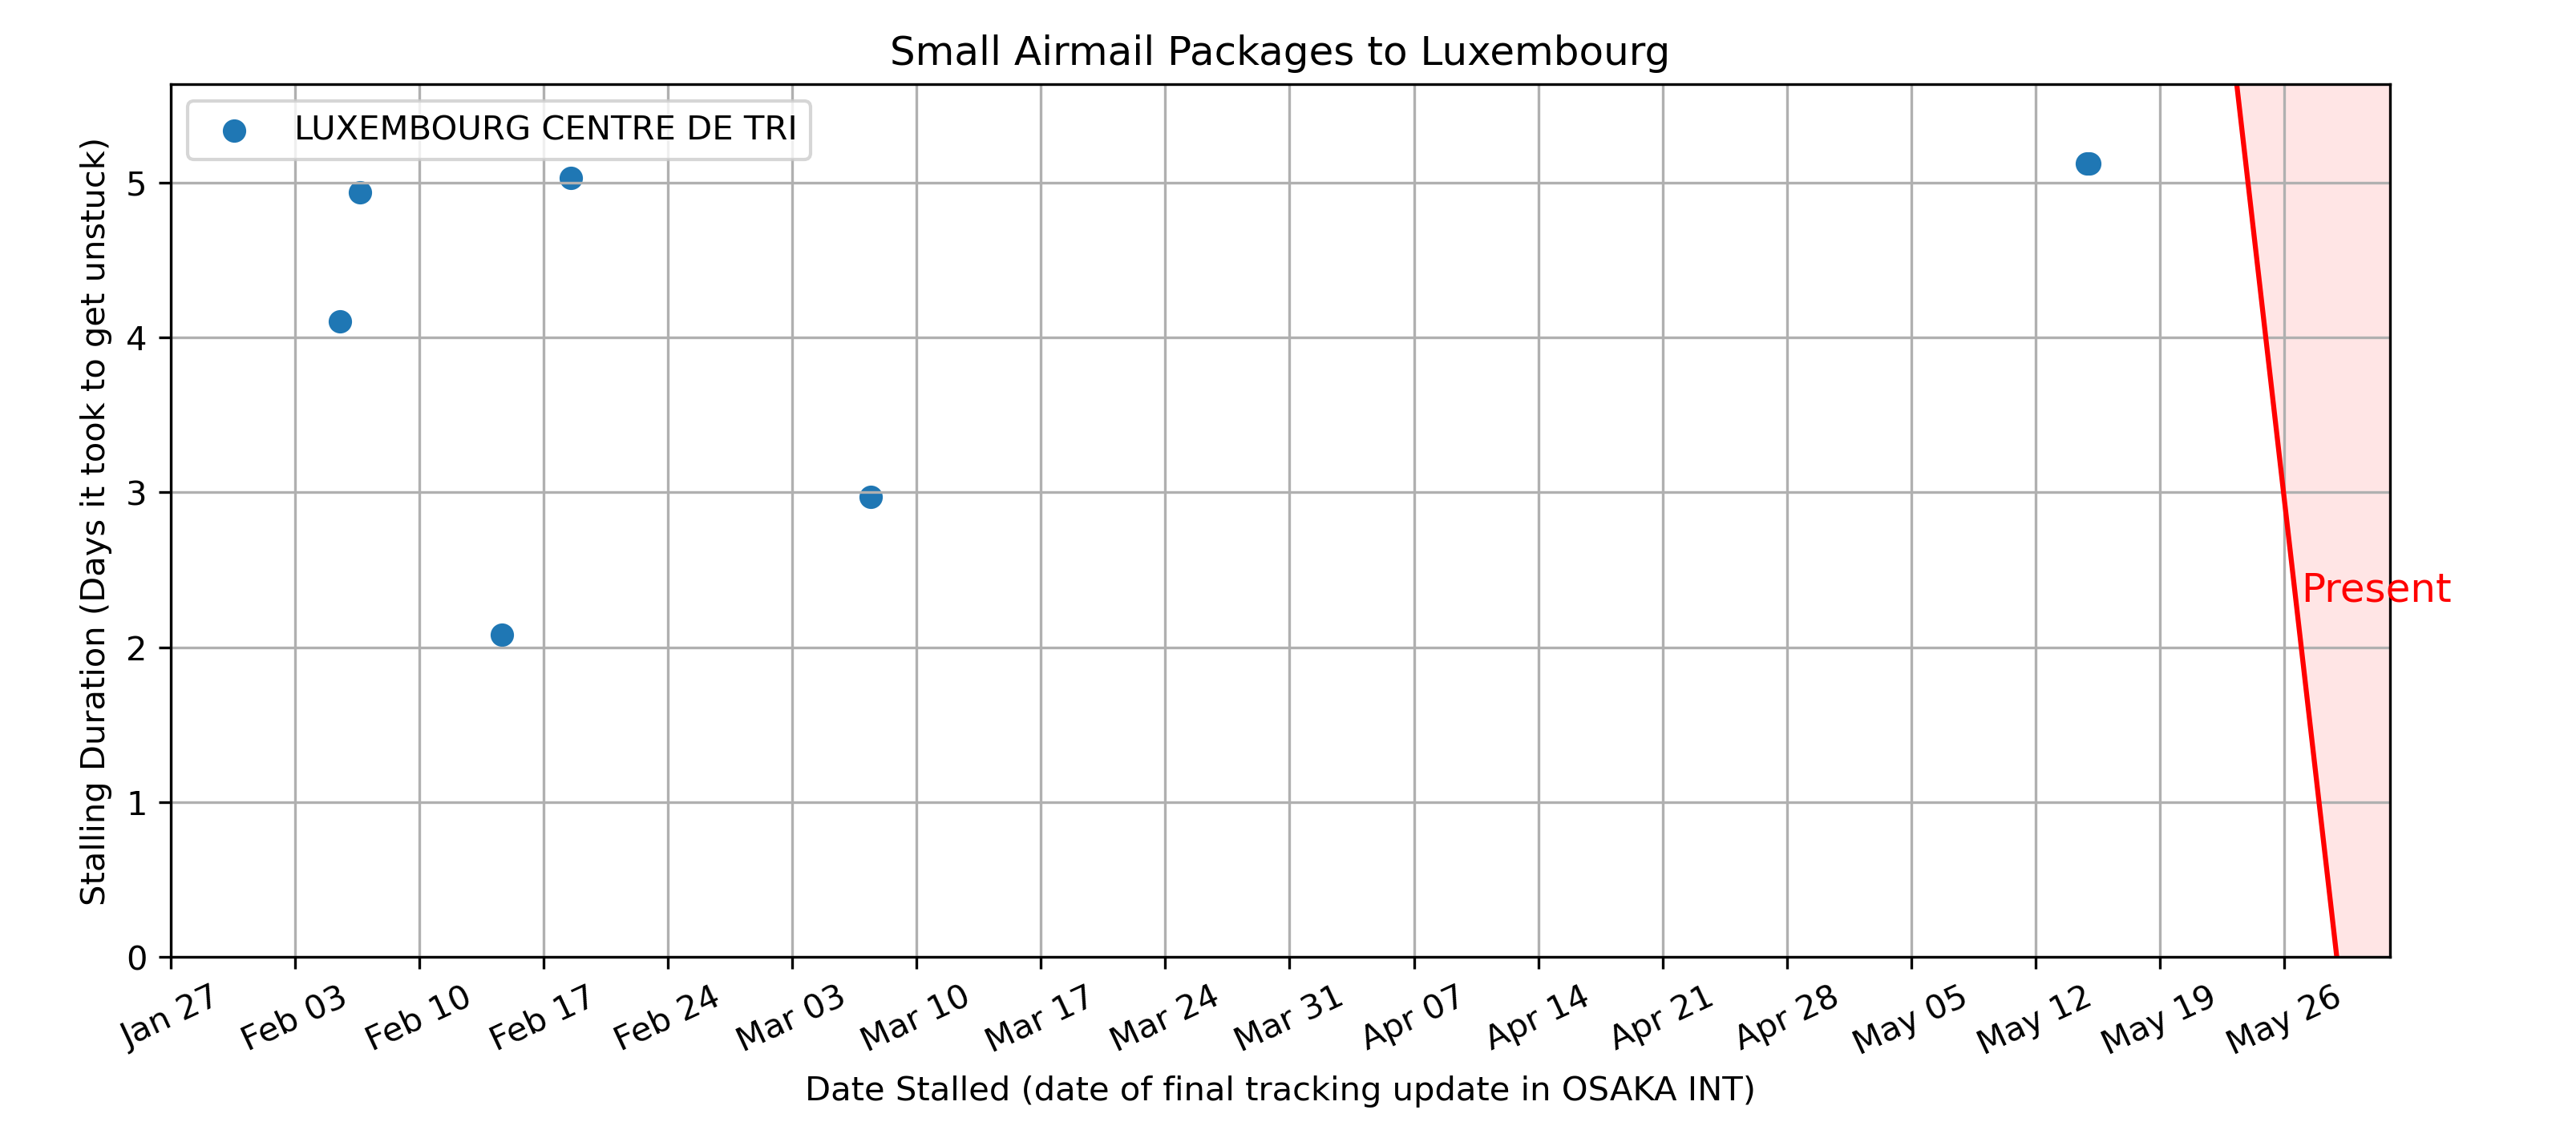 Small Airmail Packages to Luxembourg
LUXEMBOURG CENTRE DE TRI
Stalling Duration (Days it took to get unstuck)
5
4
3
2
1
0
Present
Jan 27
Feb 03
Feb 10
Feb 17
Feb 24
Mar 03
Mar 10
Mar 17
Mar 24
Mar 31
Apr 07
Apr 14
Apr 21
Apr 28
May 05
May 12
May 19
May 26
Date Stalled (date of final tracking update in OSAKA INT)